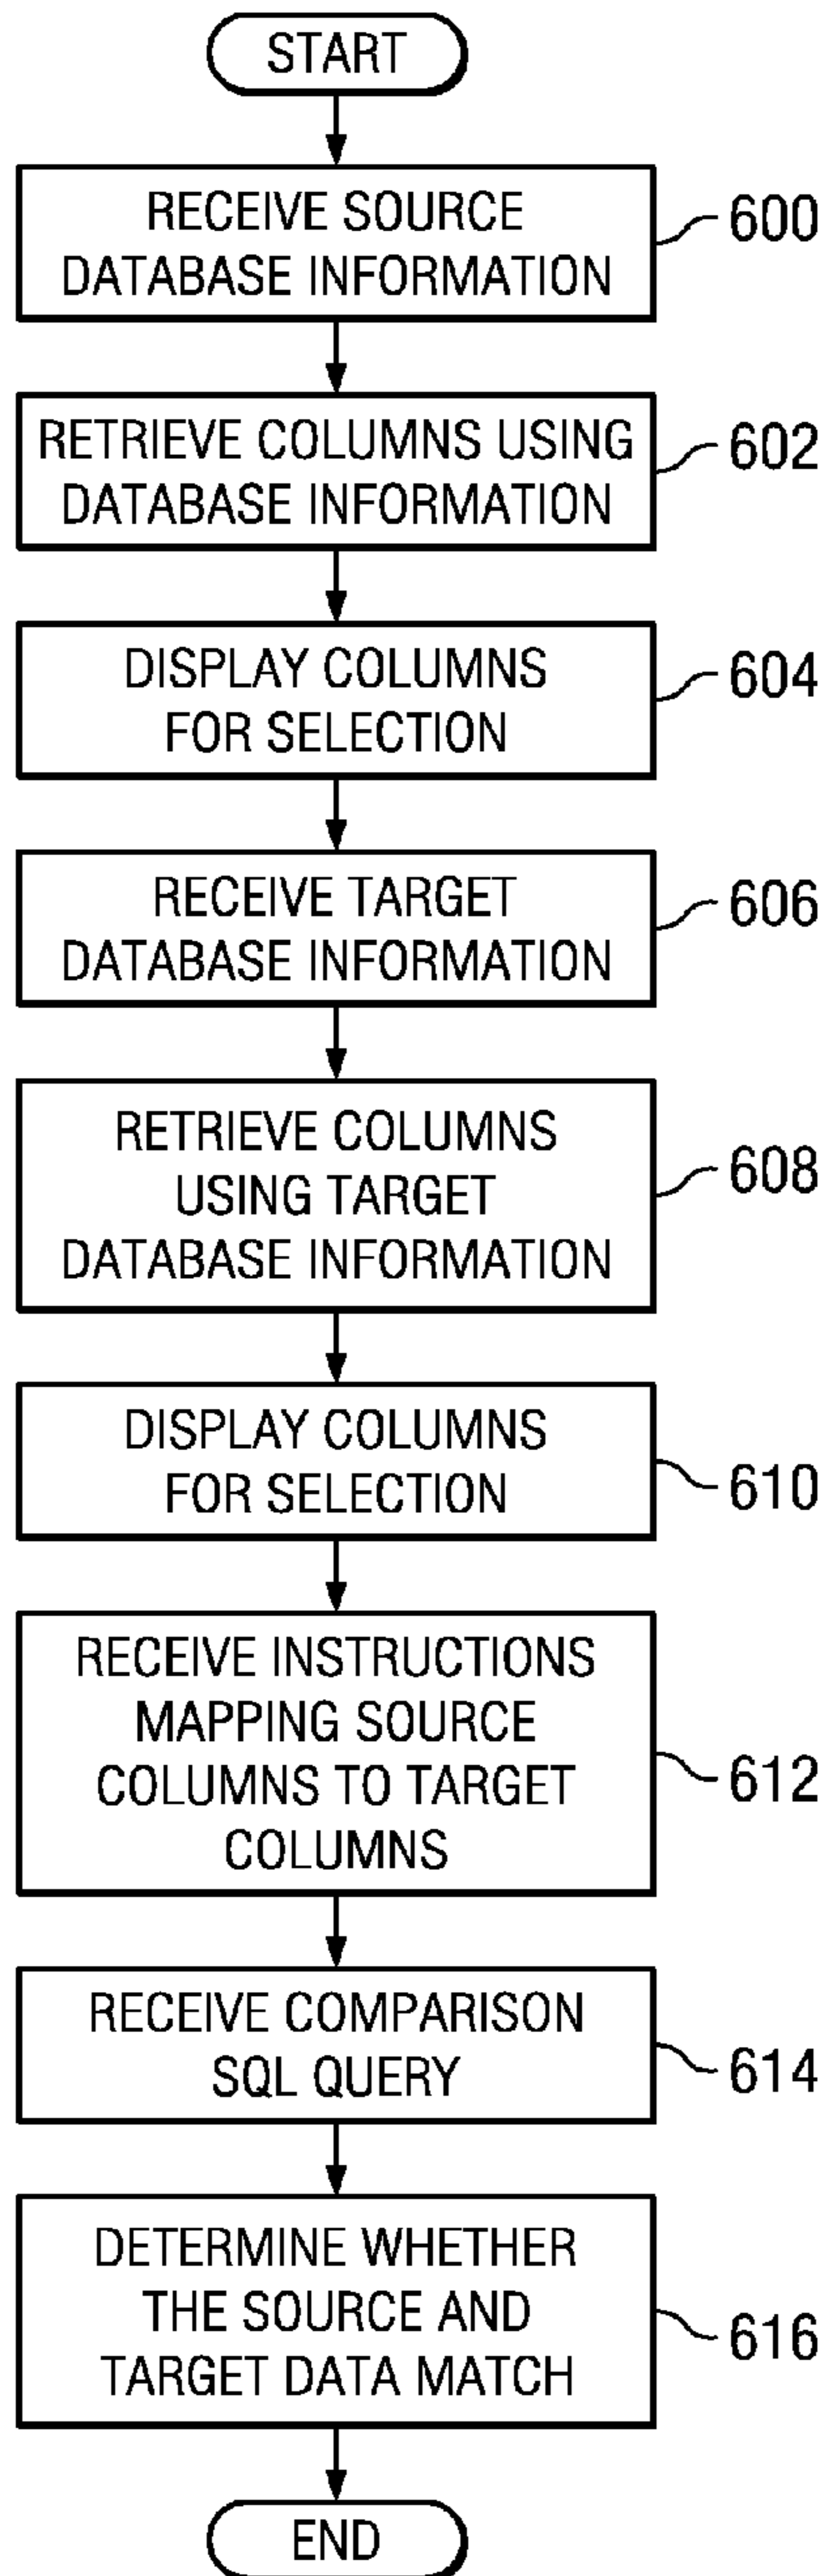 START
RECEIVE SOURCE
DATABASE INFORMATION
600
RETRIEVE COLUMNS USING
DATABASE INFORMATION
602
DISPLAY COLUMNS
FOR SELECTION
604
RECEIVE TARGET
DATABASE INFORMATION
606
RETRIEVE COLUMNS
USING TARGET
DATABASE INFORMATION
608
DISPLAY COLUMNS
FOR SELECTION
610
RECEIVE INSTRUCTIONS
MAPPING SOURCE
COLUMNS TO TARGET
COLUMNS
612
RECEIVE COMPARISON
SQL QUERY
614
DETERMINE WHETHER
THE SOURCE AND
TARGET DATA MATCH
616
END